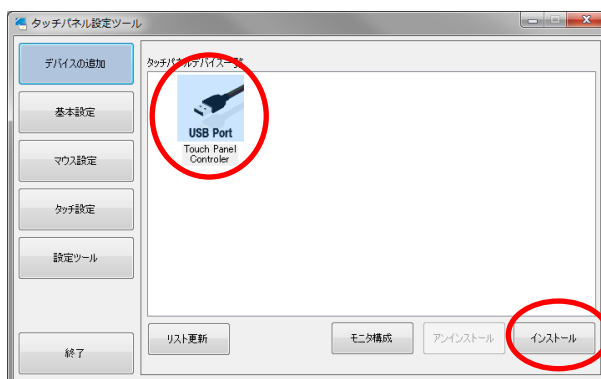 タッチパネル設定ツール
デバイスの追加
タッチパネルデバイス一覧
基本設定
USB Port
Touch Panel
Controler
マウス設定
タッチ設定
設定ツール
リスト更新
モニタ構成
アンインストール
インストール
終了